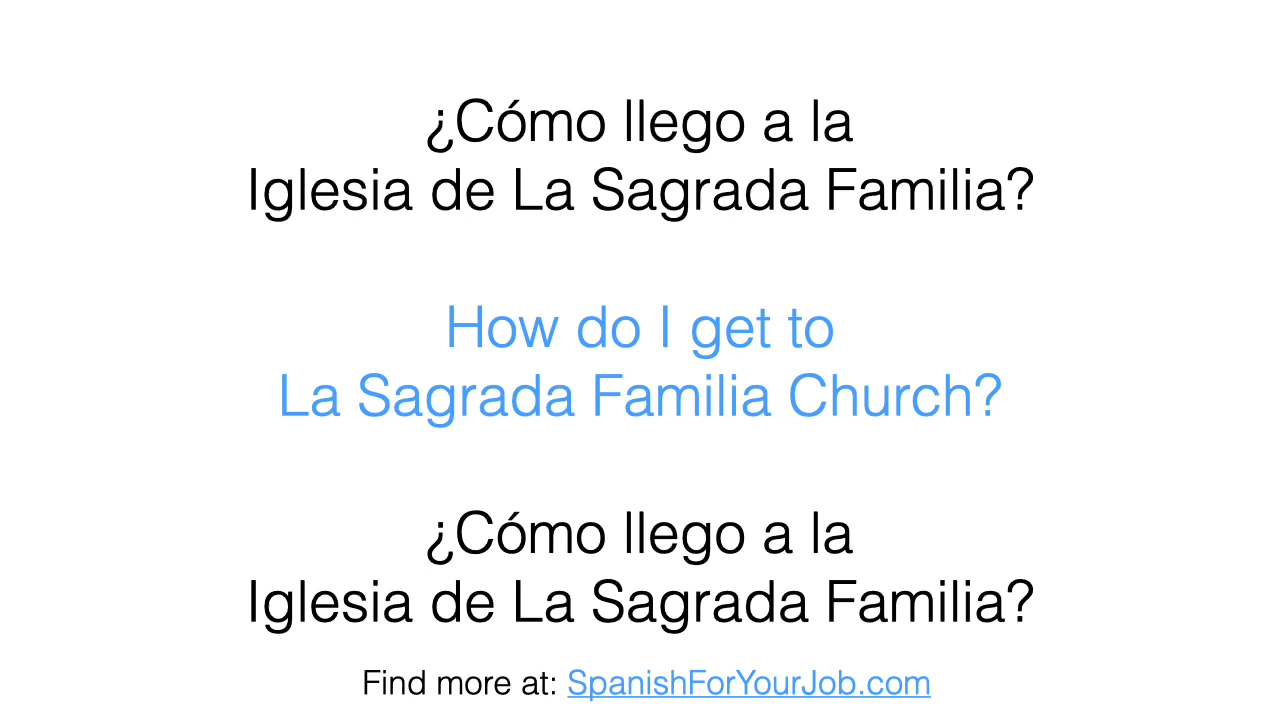 ¿Cómo llego a la
Iglesia de La Sagrada Familia?
How do I get to
La Sagrada Familia Church?
¿Cómo llego a la
Iglesia de La Sagrada Familia?
Find more at: SpanishForYourJob.com